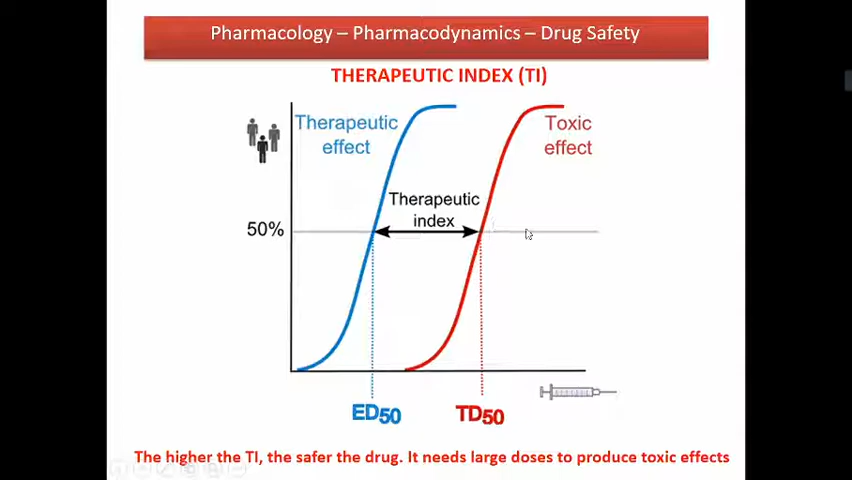 Pharmacology – Pharmacodynamics – Drug Safety
THERAPEUTIC INDEX (TI)
Therapeutic
effect
Toxic
effect
Therapeutic
index
50%
ED50
TD50
The higher the TI, the safer the drug. It needs large doses to produce toxic effects